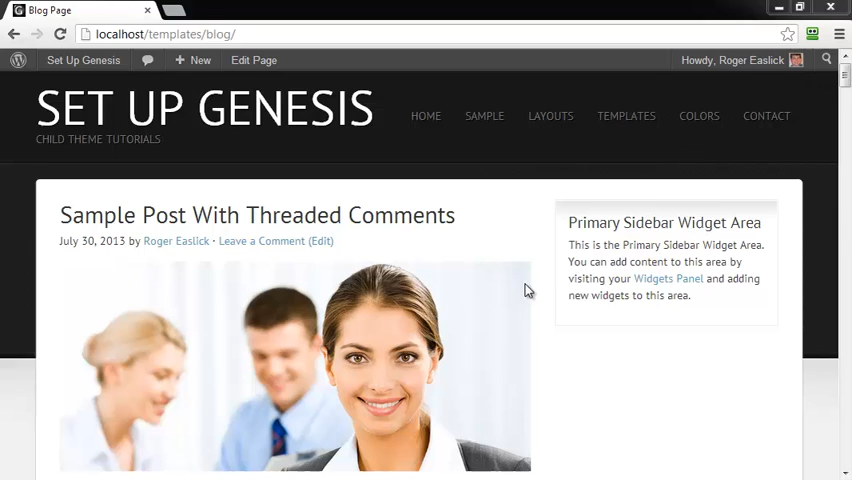 Blog Page
localhost/templates/blog/
Set Up Genesis
New
Edit Page
Howdy, Roger Easlick
SET UP GENESIS
CHILD THEME TUTORIALS
HOME
SAMPLE
LAYOUTS
TEMPLATES
COLORS
CONTACT
Sample Post With Threaded Comments
July 30, 2013 by Roger Easlick · Leave a Comment (Edit)
Primary Sidebar Widget Area
This is the Primary Sidebar Widget Area.
You can add content to this area by
visiting your Widgets Panel and adding
new widgets to this area.